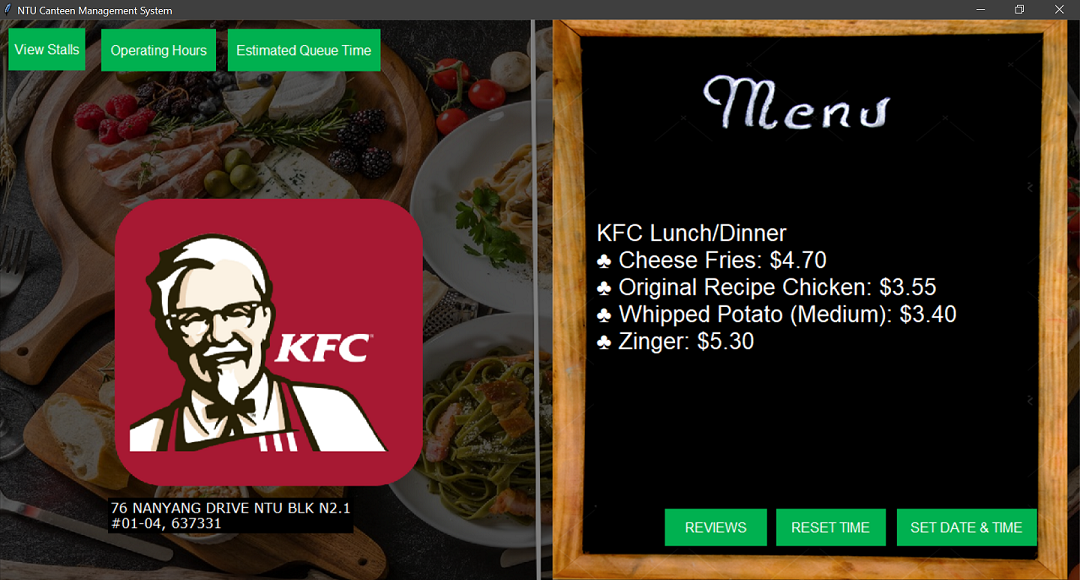 NTU Canteen Management System
View Stalls
Operating Hours
Estimated Queue Time
KFC
76 NANYANG DRIVE NTU BLK N2.1
#01-04, 637331
Menu
KFC Lunch/Dinner
♣ Cheese Fries: $4.70
♣ Original Recipe Chicken: $3.55
♣ Whipped Potato (Medium): $3.40
♣ Zinger: $5.30
REVIEWS
RESET TIME
SET DATE & TIME